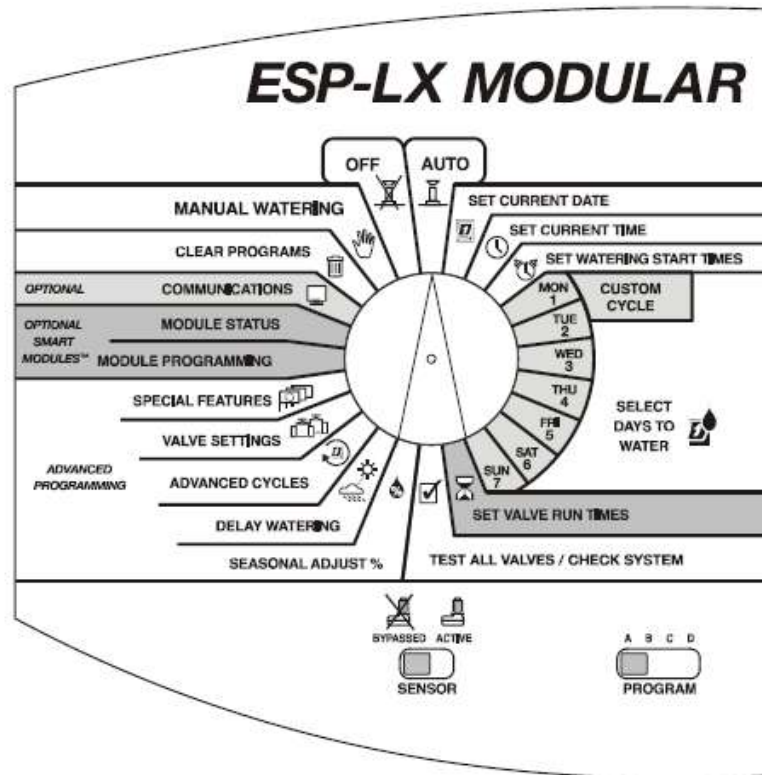 ESP-LX MODULAR
OFF
AUTO
MANUAL WATERING
CLEAR PROGRAMS
OPTIONAL
COMMUNICATIONS
OPTIONAL
SMART
MODULES™
MODULE STATUS
MODULE PROGRAMMING
SPECIAL FEATURES
VALVE SETTINGS
ADVANCED
PROGRAMMING
ADVANCED CYCLES
DELAY WATERING
SEASONAL ADJUST %
SET CURRENT DATE
SET CURRENT TIME
SET WATERING START TIMES
MON
1
CUSTOM
CYCLE
TUE
2
WED
3
THU
4
FRI
5
SAT
6
SUN
7
SELECT
DAYS TO
WATER
SET VALVE RUN TIMES
TEST ALL VALVES / CHECK SYSTEM
BYPASSED ACTIVE
SENSOR
A B C D
PROGRAM